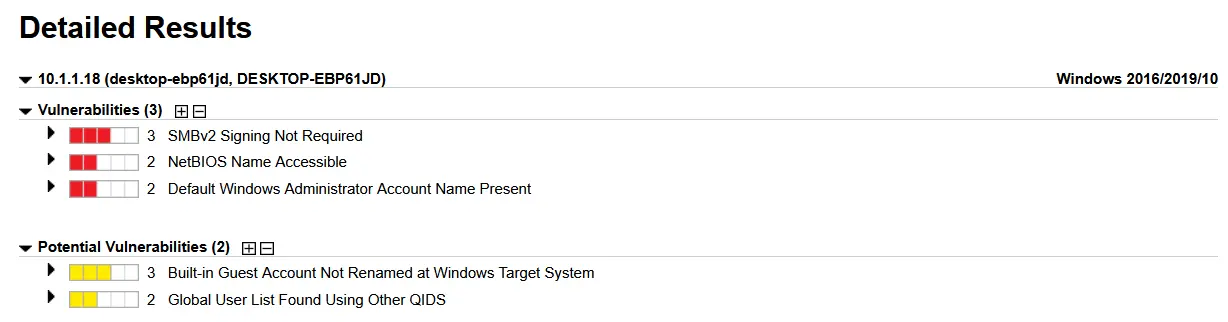 Detailed Results
10.1.1.18 (desktop-ebp61jd, DESKTOP-EBP61JD) Windows 2016/2019/10
Vulnerabilities (3)
3 SMBv2 Signing Not Required
2 NetBIOS Name Accessible
2 Default Windows Administrator Account Name Present
Potential Vulnerabilities (2)
3 Built-in Guest Account Not Renamed at Windows Target System
2 Global User List Found Using Other QIDS